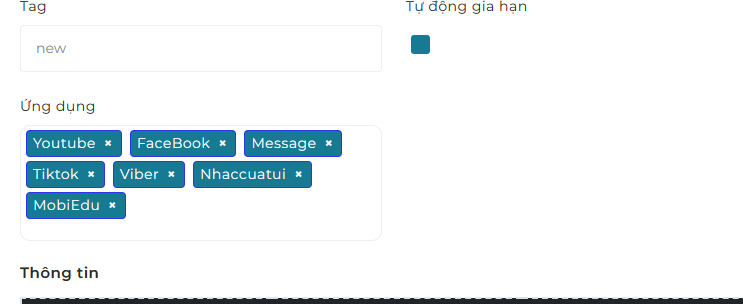 Tag
Tự động gia hạn
new
Ứng dụng
Youtube × FaceBook × Message ×
Tiktok × Viber × Nhaccuatui ×
MobiEdu ×
Thông tin